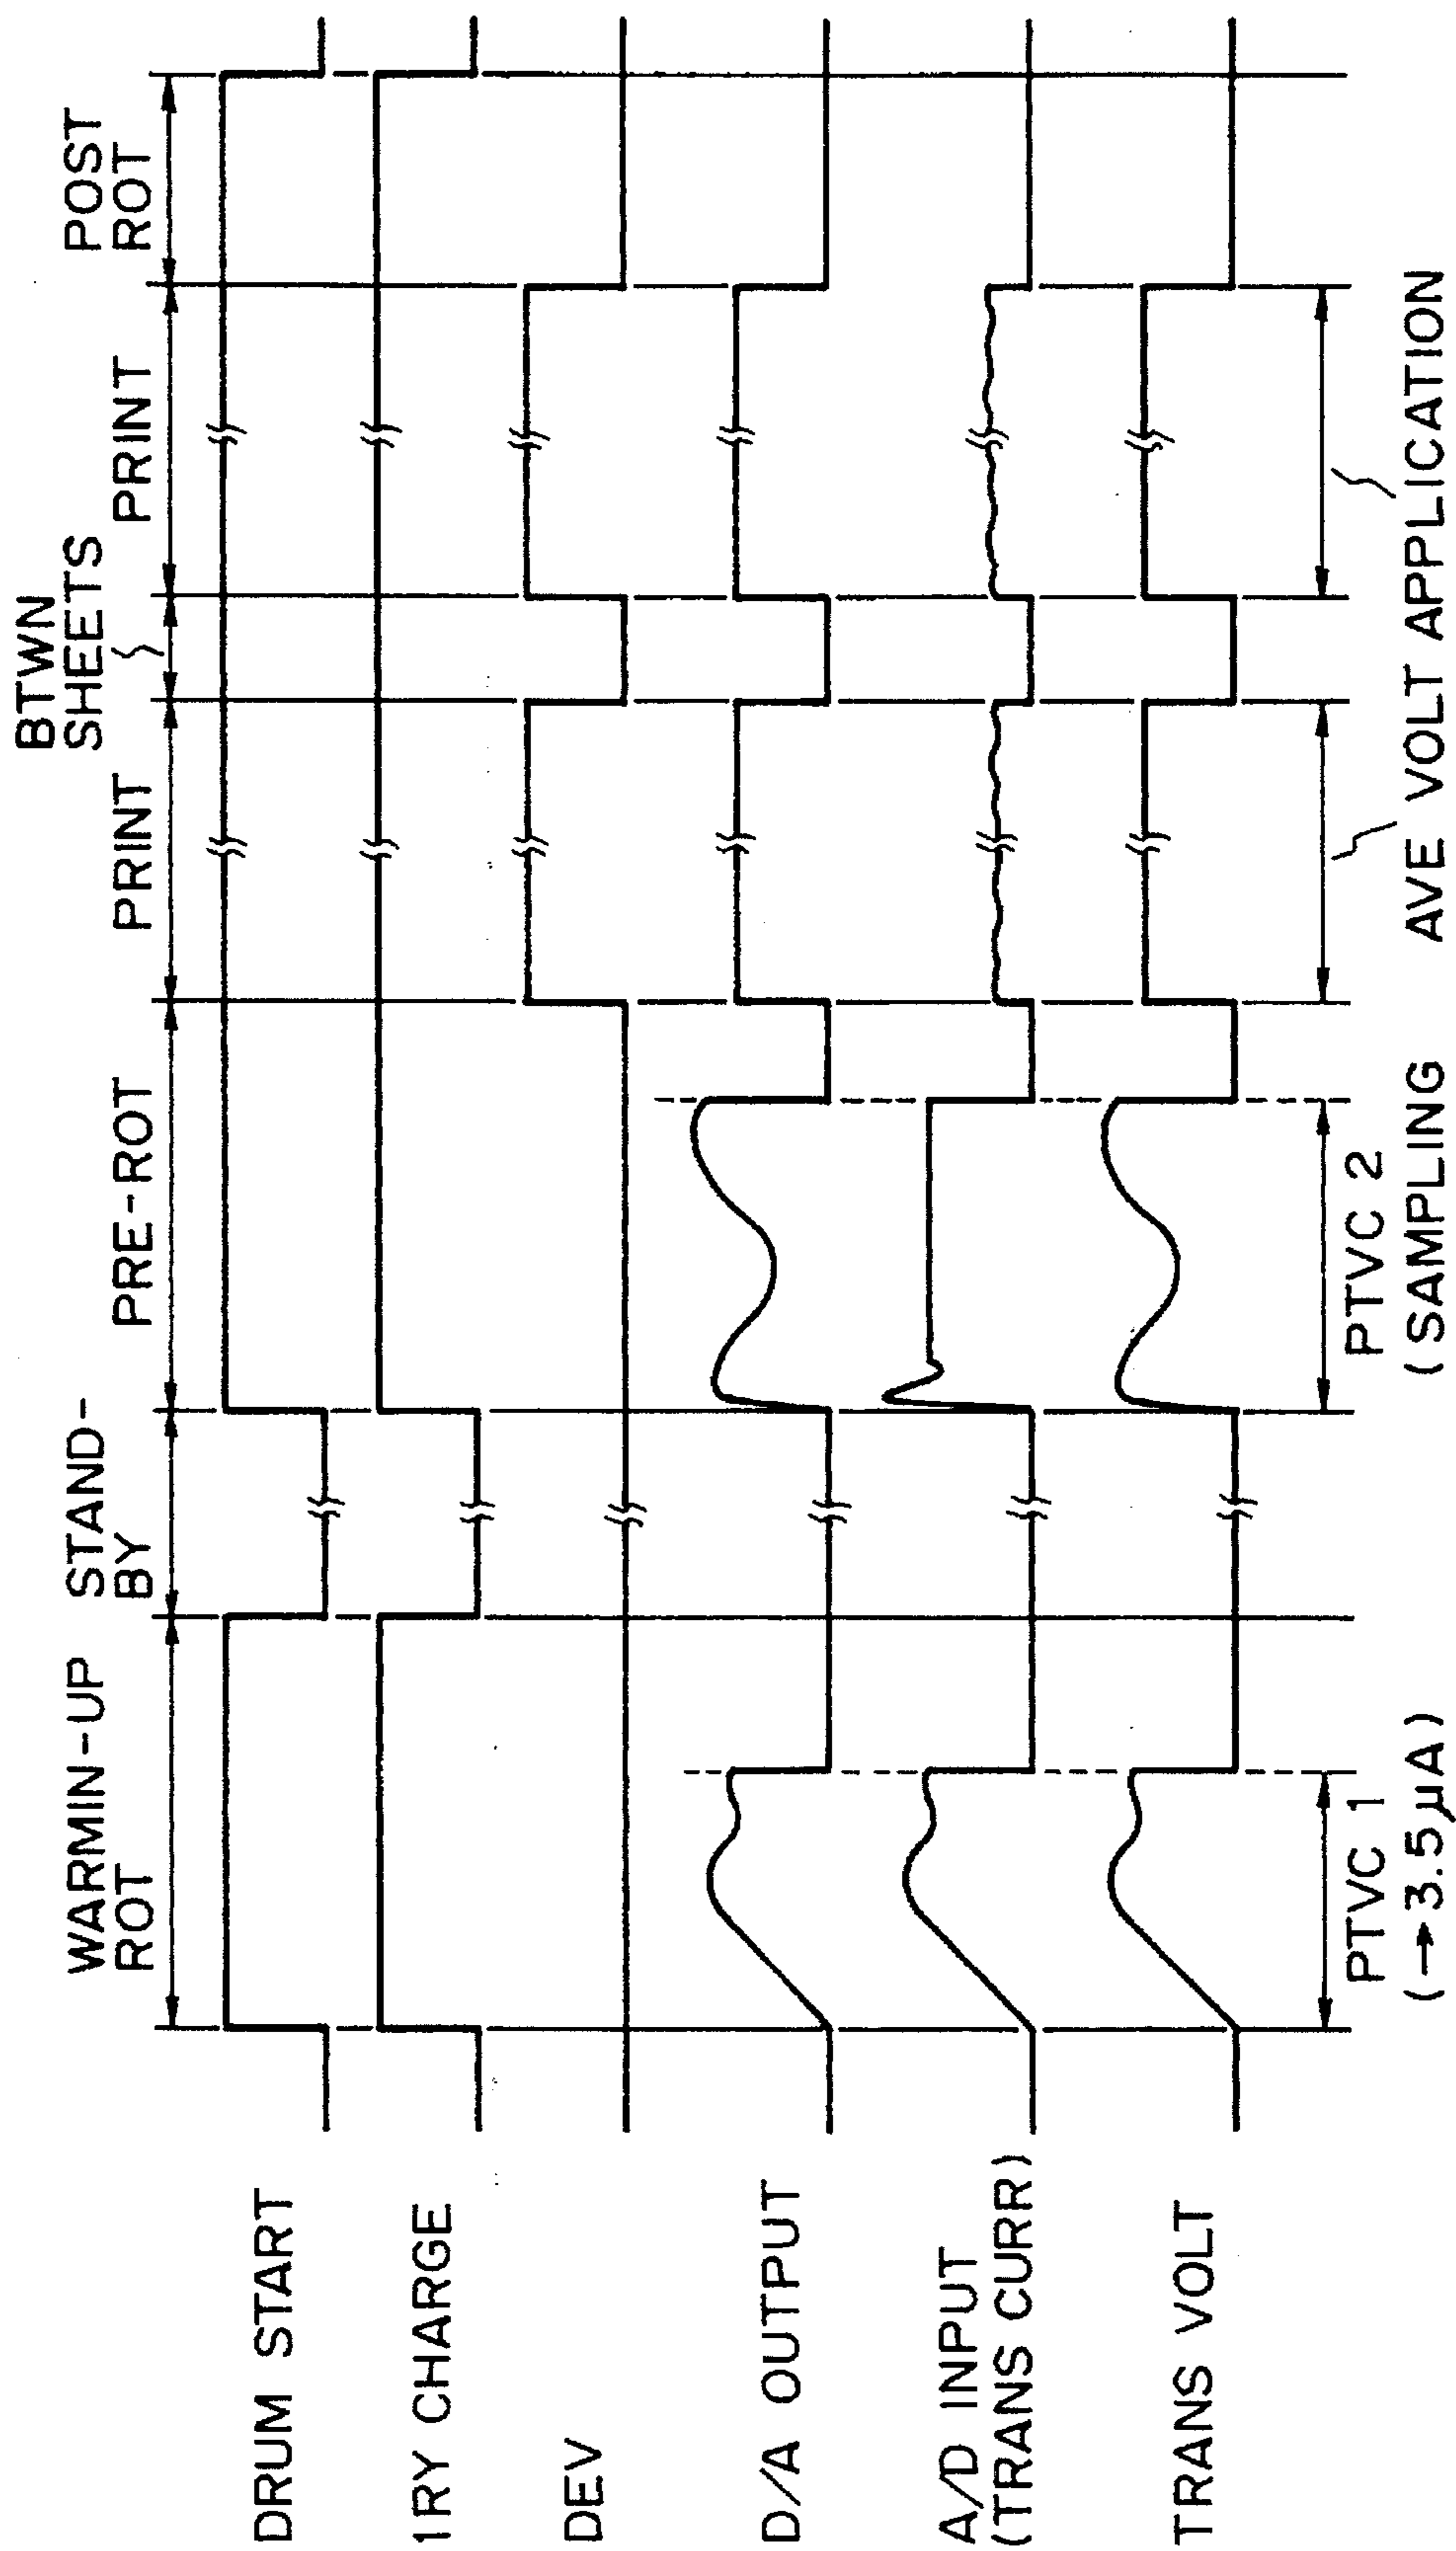 WARMIN-UP
ROT
STAND-
BY
PRE-ROT
PRINT
BTWN
SHEETS
PRINT
POST
ROT
DRUM START
1RY CHARGE
DEV
D/A OUTPUT
A/D INPUT
(TRANS CURR)
TRANS VOLT
PTVC 1
(→3.5μA)
PTVC 2
(SAMPLING
AVE VOLT APPLICATION